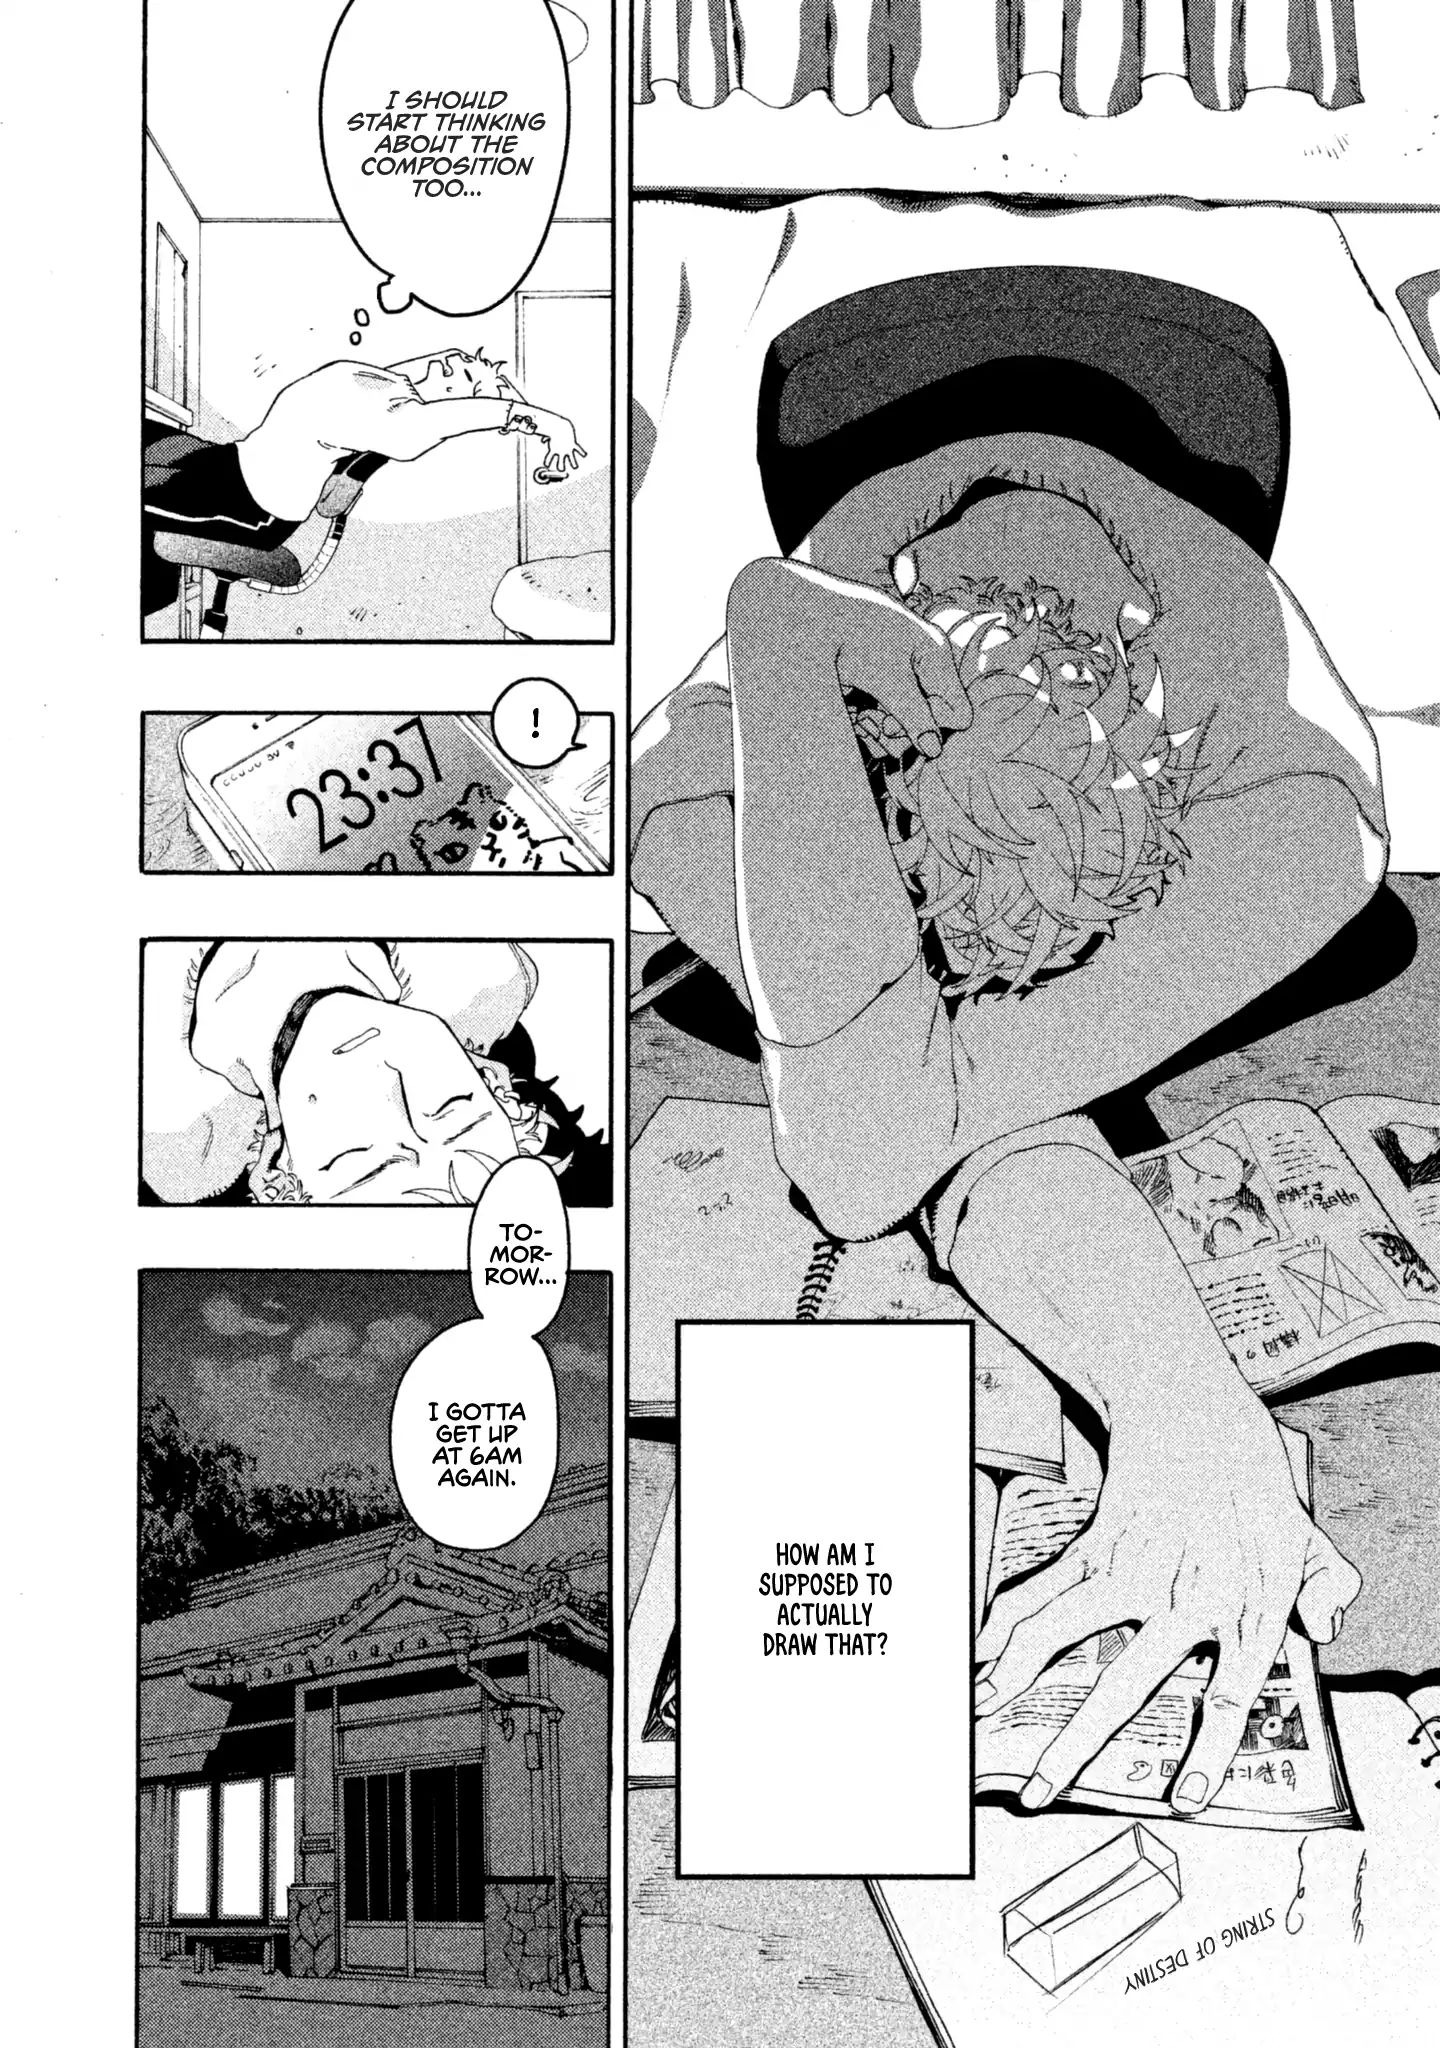 HOW AM I
SUPPOSED TO
ACTUALLY
DRAW THAT?
STRING OF DESTINY
I SHOULD
START THINKING
ABOUT THE
COMPOSITION
TOO...
!
23:37
TO-
MOR-
ROW...
I GOTTA
GET UP
AT 6AM
AGAIN.